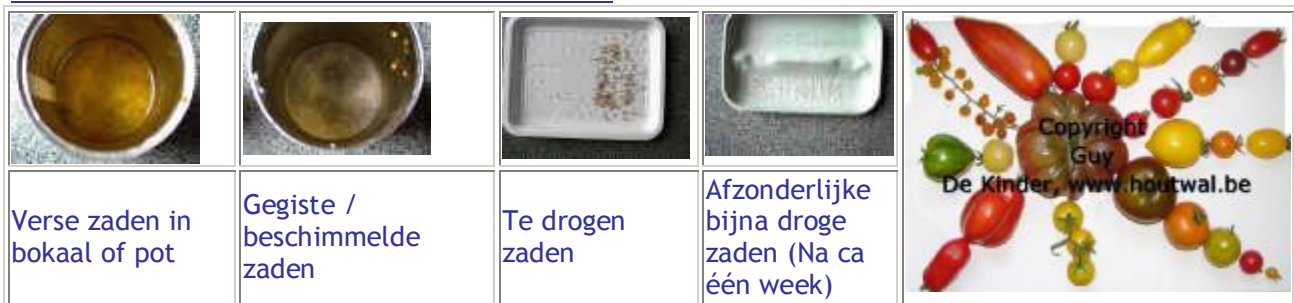 Copyright
Guy
De Kinder, www.houtwal.be
Verse zaden in
bokaal of pot
Gegiste /
beschimmelde
zaden
Te drogen
zaden
Afzonderlijke
bijna droge
zaden (Na ca
één week)